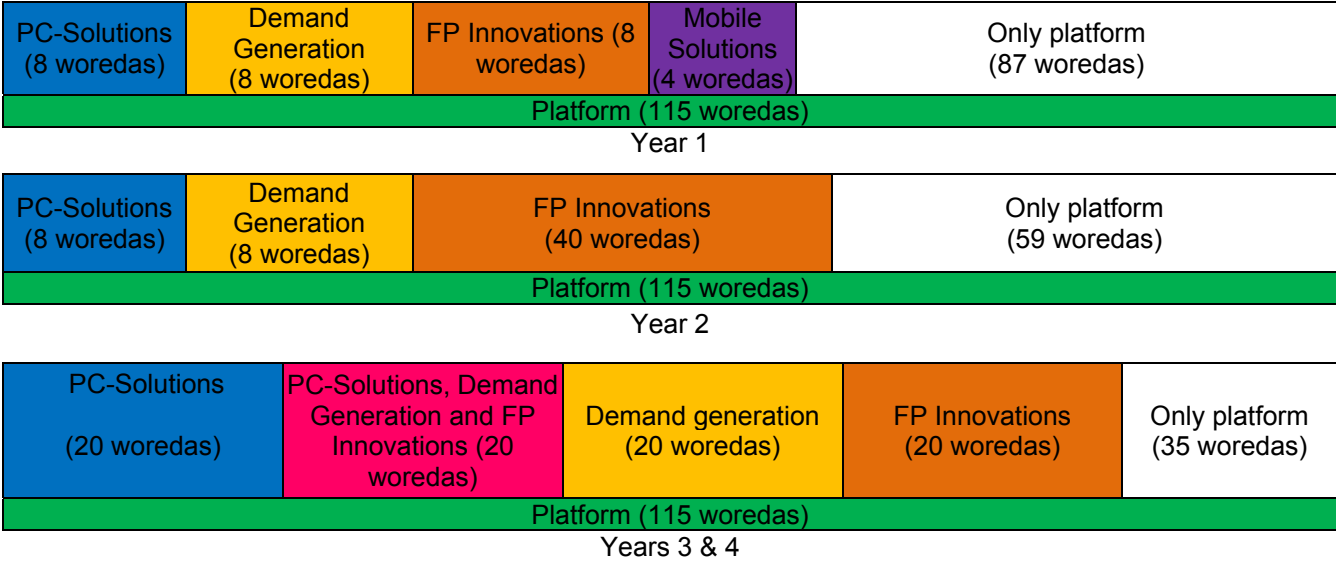 PC-Solutions
(8 woredas)
Demand
Generation
(8 woredas)
FP Innovations (8
woredas)
Mobile
Solutions
(4 woredas)
Only platform
(87 woredas)
Platform (115 woredas)
Year 1
PC-Solutions
(8 woredas)
Demand
Generation
(8 woredas)
FP Innovations
(40 woredas)
Only platform
(59 woredas)
Platform (115 woredas)
Year 2
PC-Solutions
(20 woredas)
PC-Solutions, Demand
Generation and FP
Innovations (20
woredas)
Demand generation
(20 woredas)
FP Innovations
(20 woredas)
Only platform
(35 woredas)
Platform (115 woredas)
Years 3 & 4